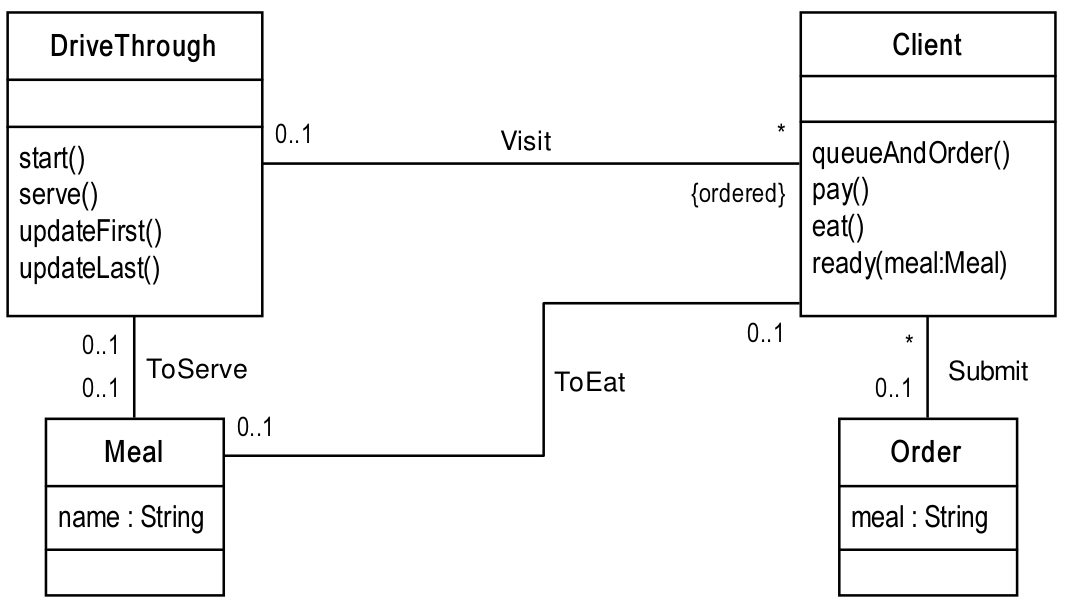 DriveThrough
start()
serve()
updateFirst()
updateLast()
0..1
Visit
*
{ordered}
Client
queueAndOrder()
pay()
eat()
ready(meal:Meal)
0..1
ToServe
0..1
0..1
ToEat
0..1
*
Submit
0..1
Meal
name : String
Order
meal : String